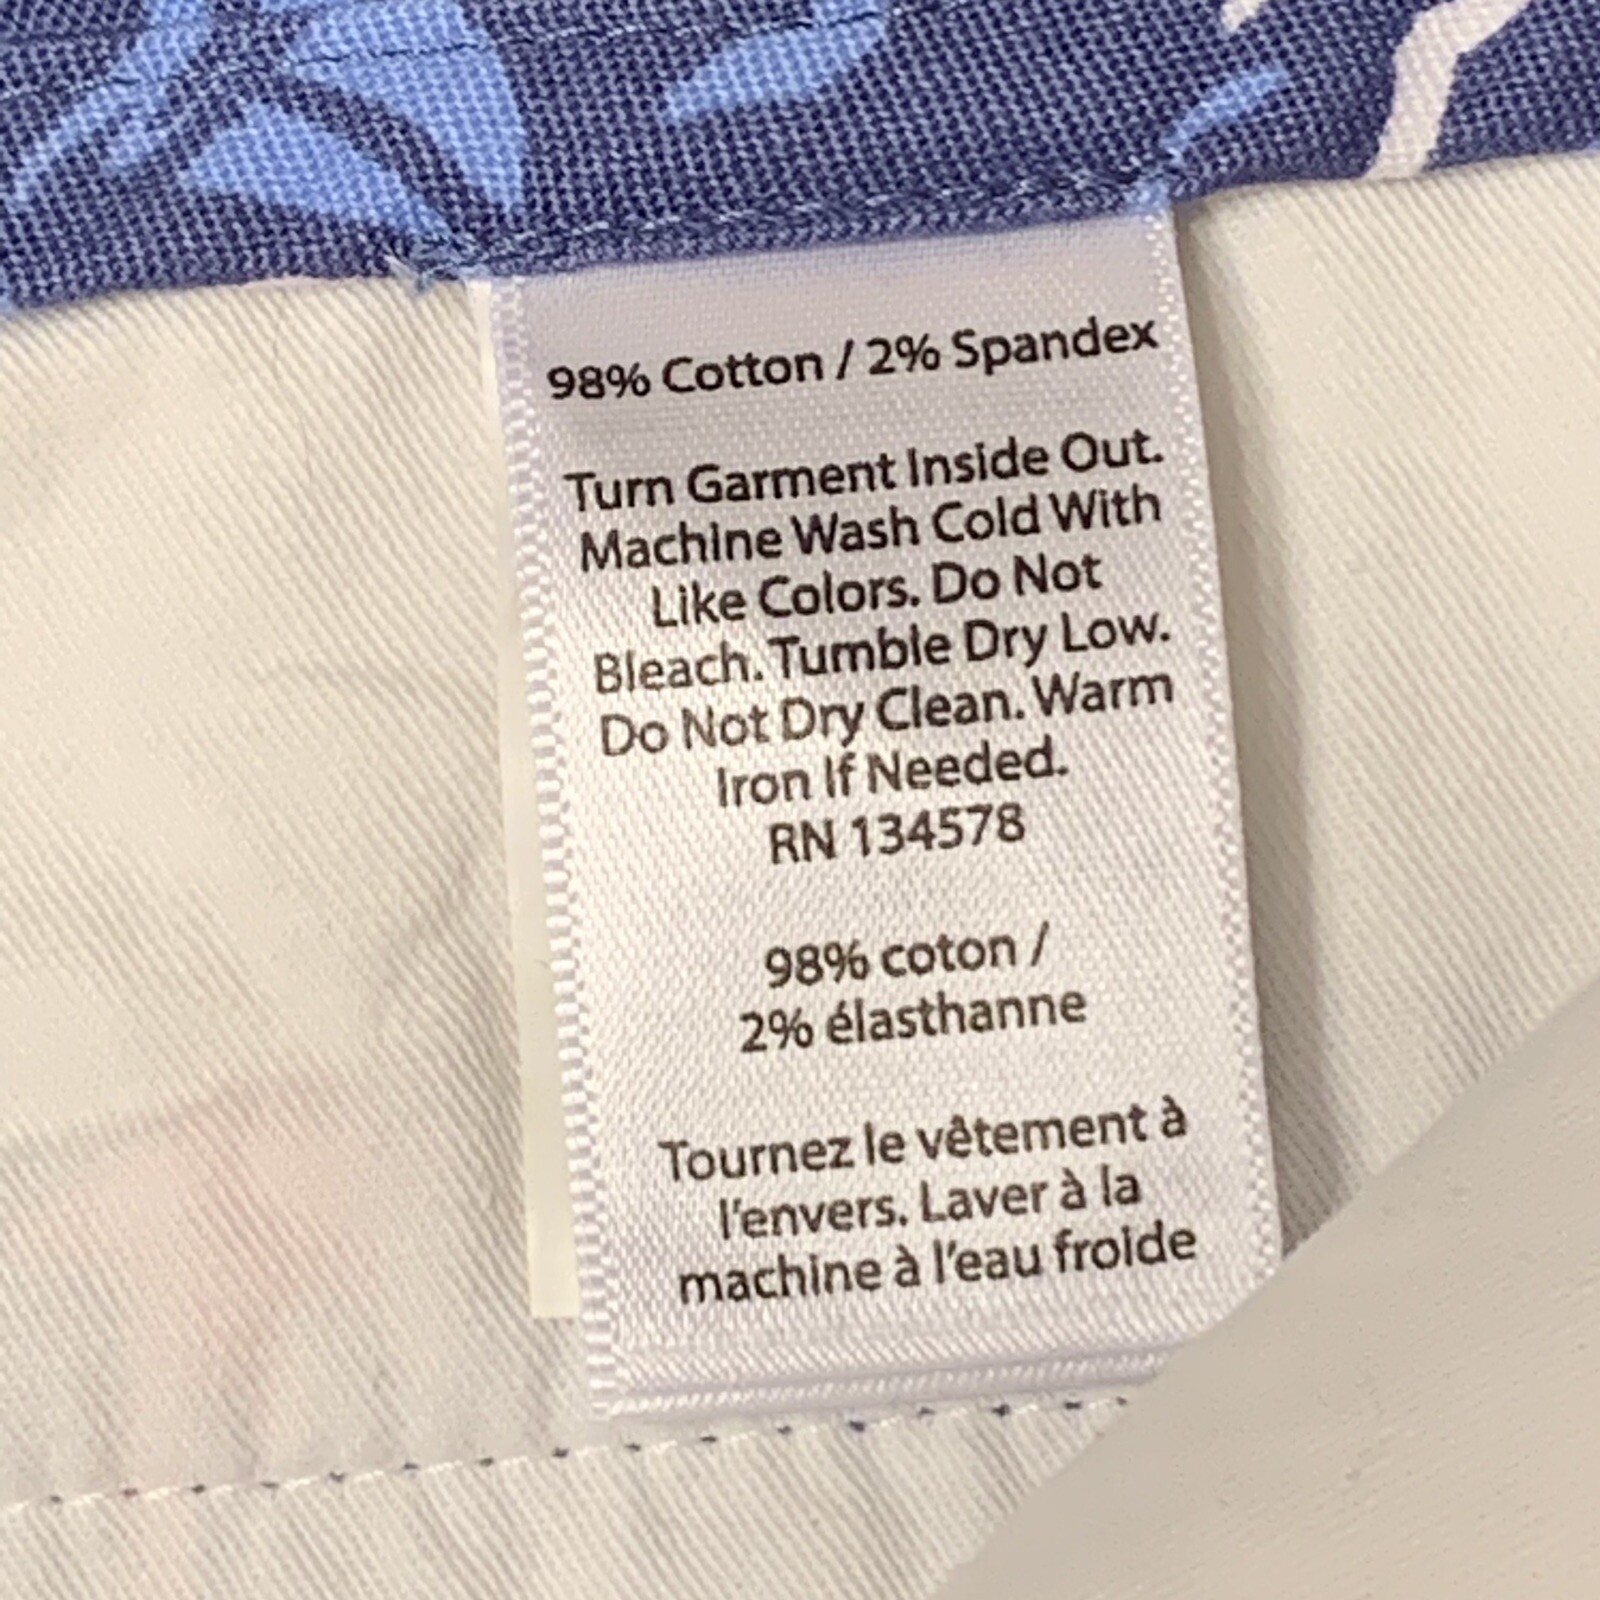 98% Cotton / 2% Spandex
Turn Garment Inside Out.
Machine Wash Cold With
Like Colors. Do Not
Bleach. Tumble Dry Low.
Do Not Dry Clean. Warm
Iron If Needed.
RN 134578
98% coton /
2% élasthanne
Tournez le vêtement à
l'envers. Laver à la
machine à l'eau froide